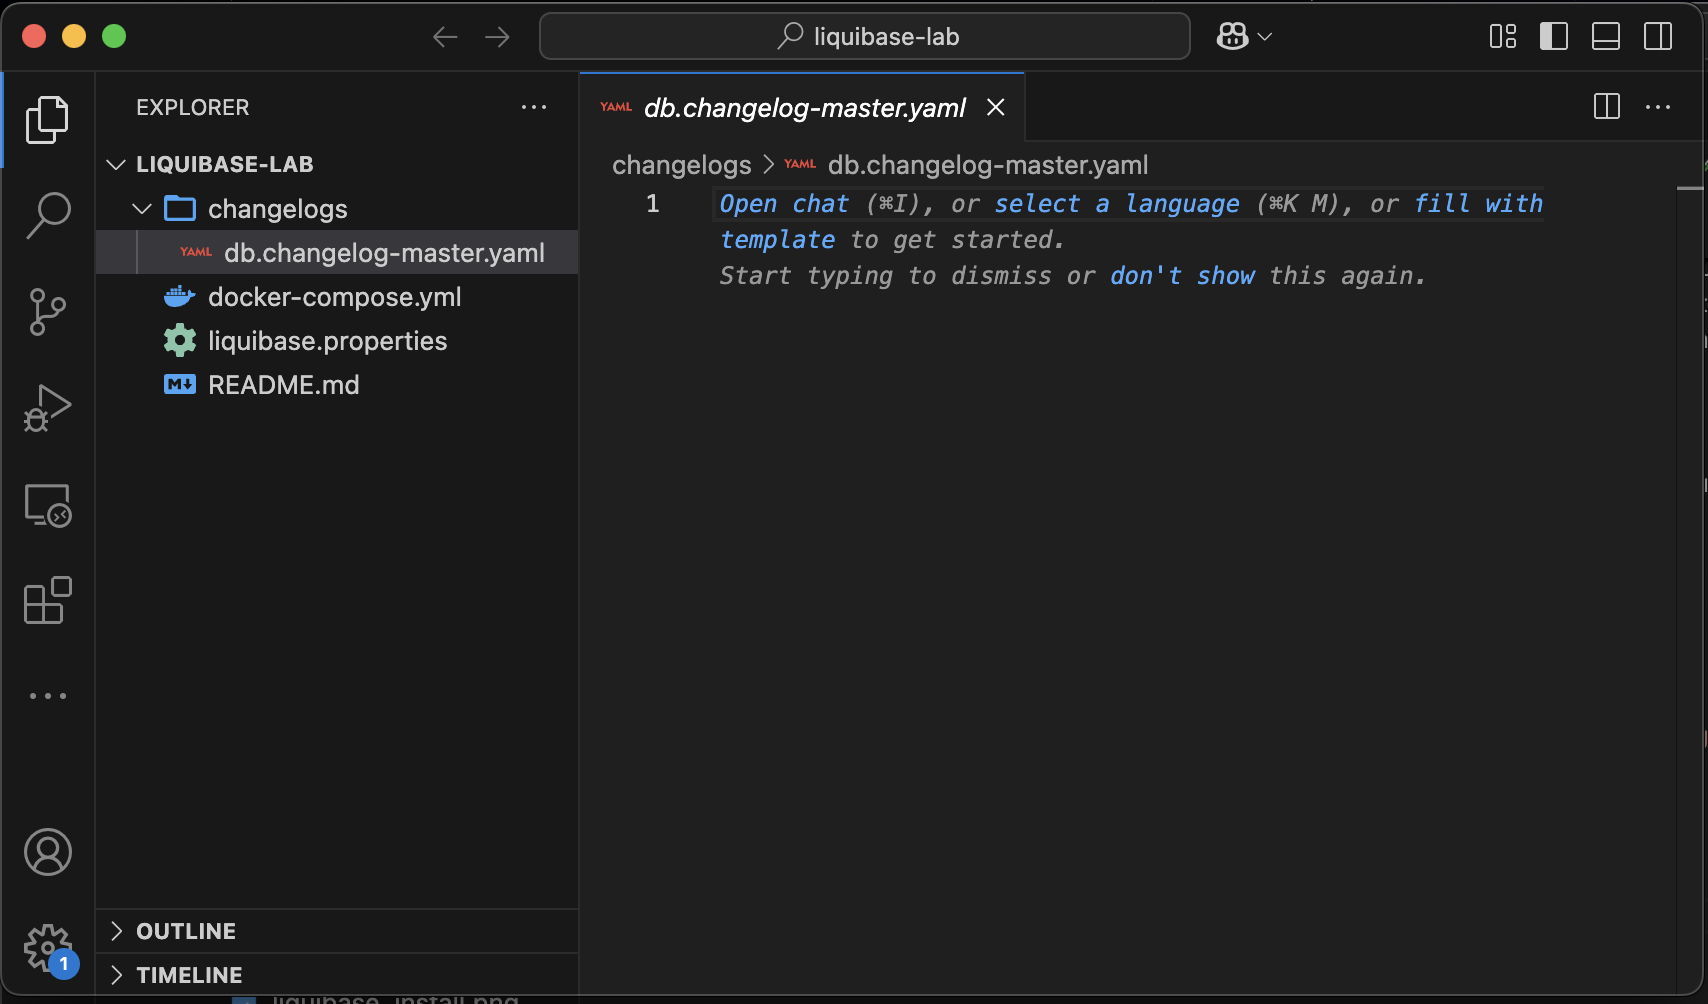 liquibase-lab
EXPLORER
LIQUIBASE-LAB
changelogs
YAML db.changelog-master.yaml
docker-compose.yml
liquibase.properties
M↓ README.md
OUTLINE
TIMELINE
1
YAML db.changelog-master.yaml
changelogs > YAML db.changelog-master.yaml
1 Open chat (⌘I), or select a language (⌘K M), or fill with
template to get started.
Start typing to dismiss or don't show this again.
liquibase_install.png